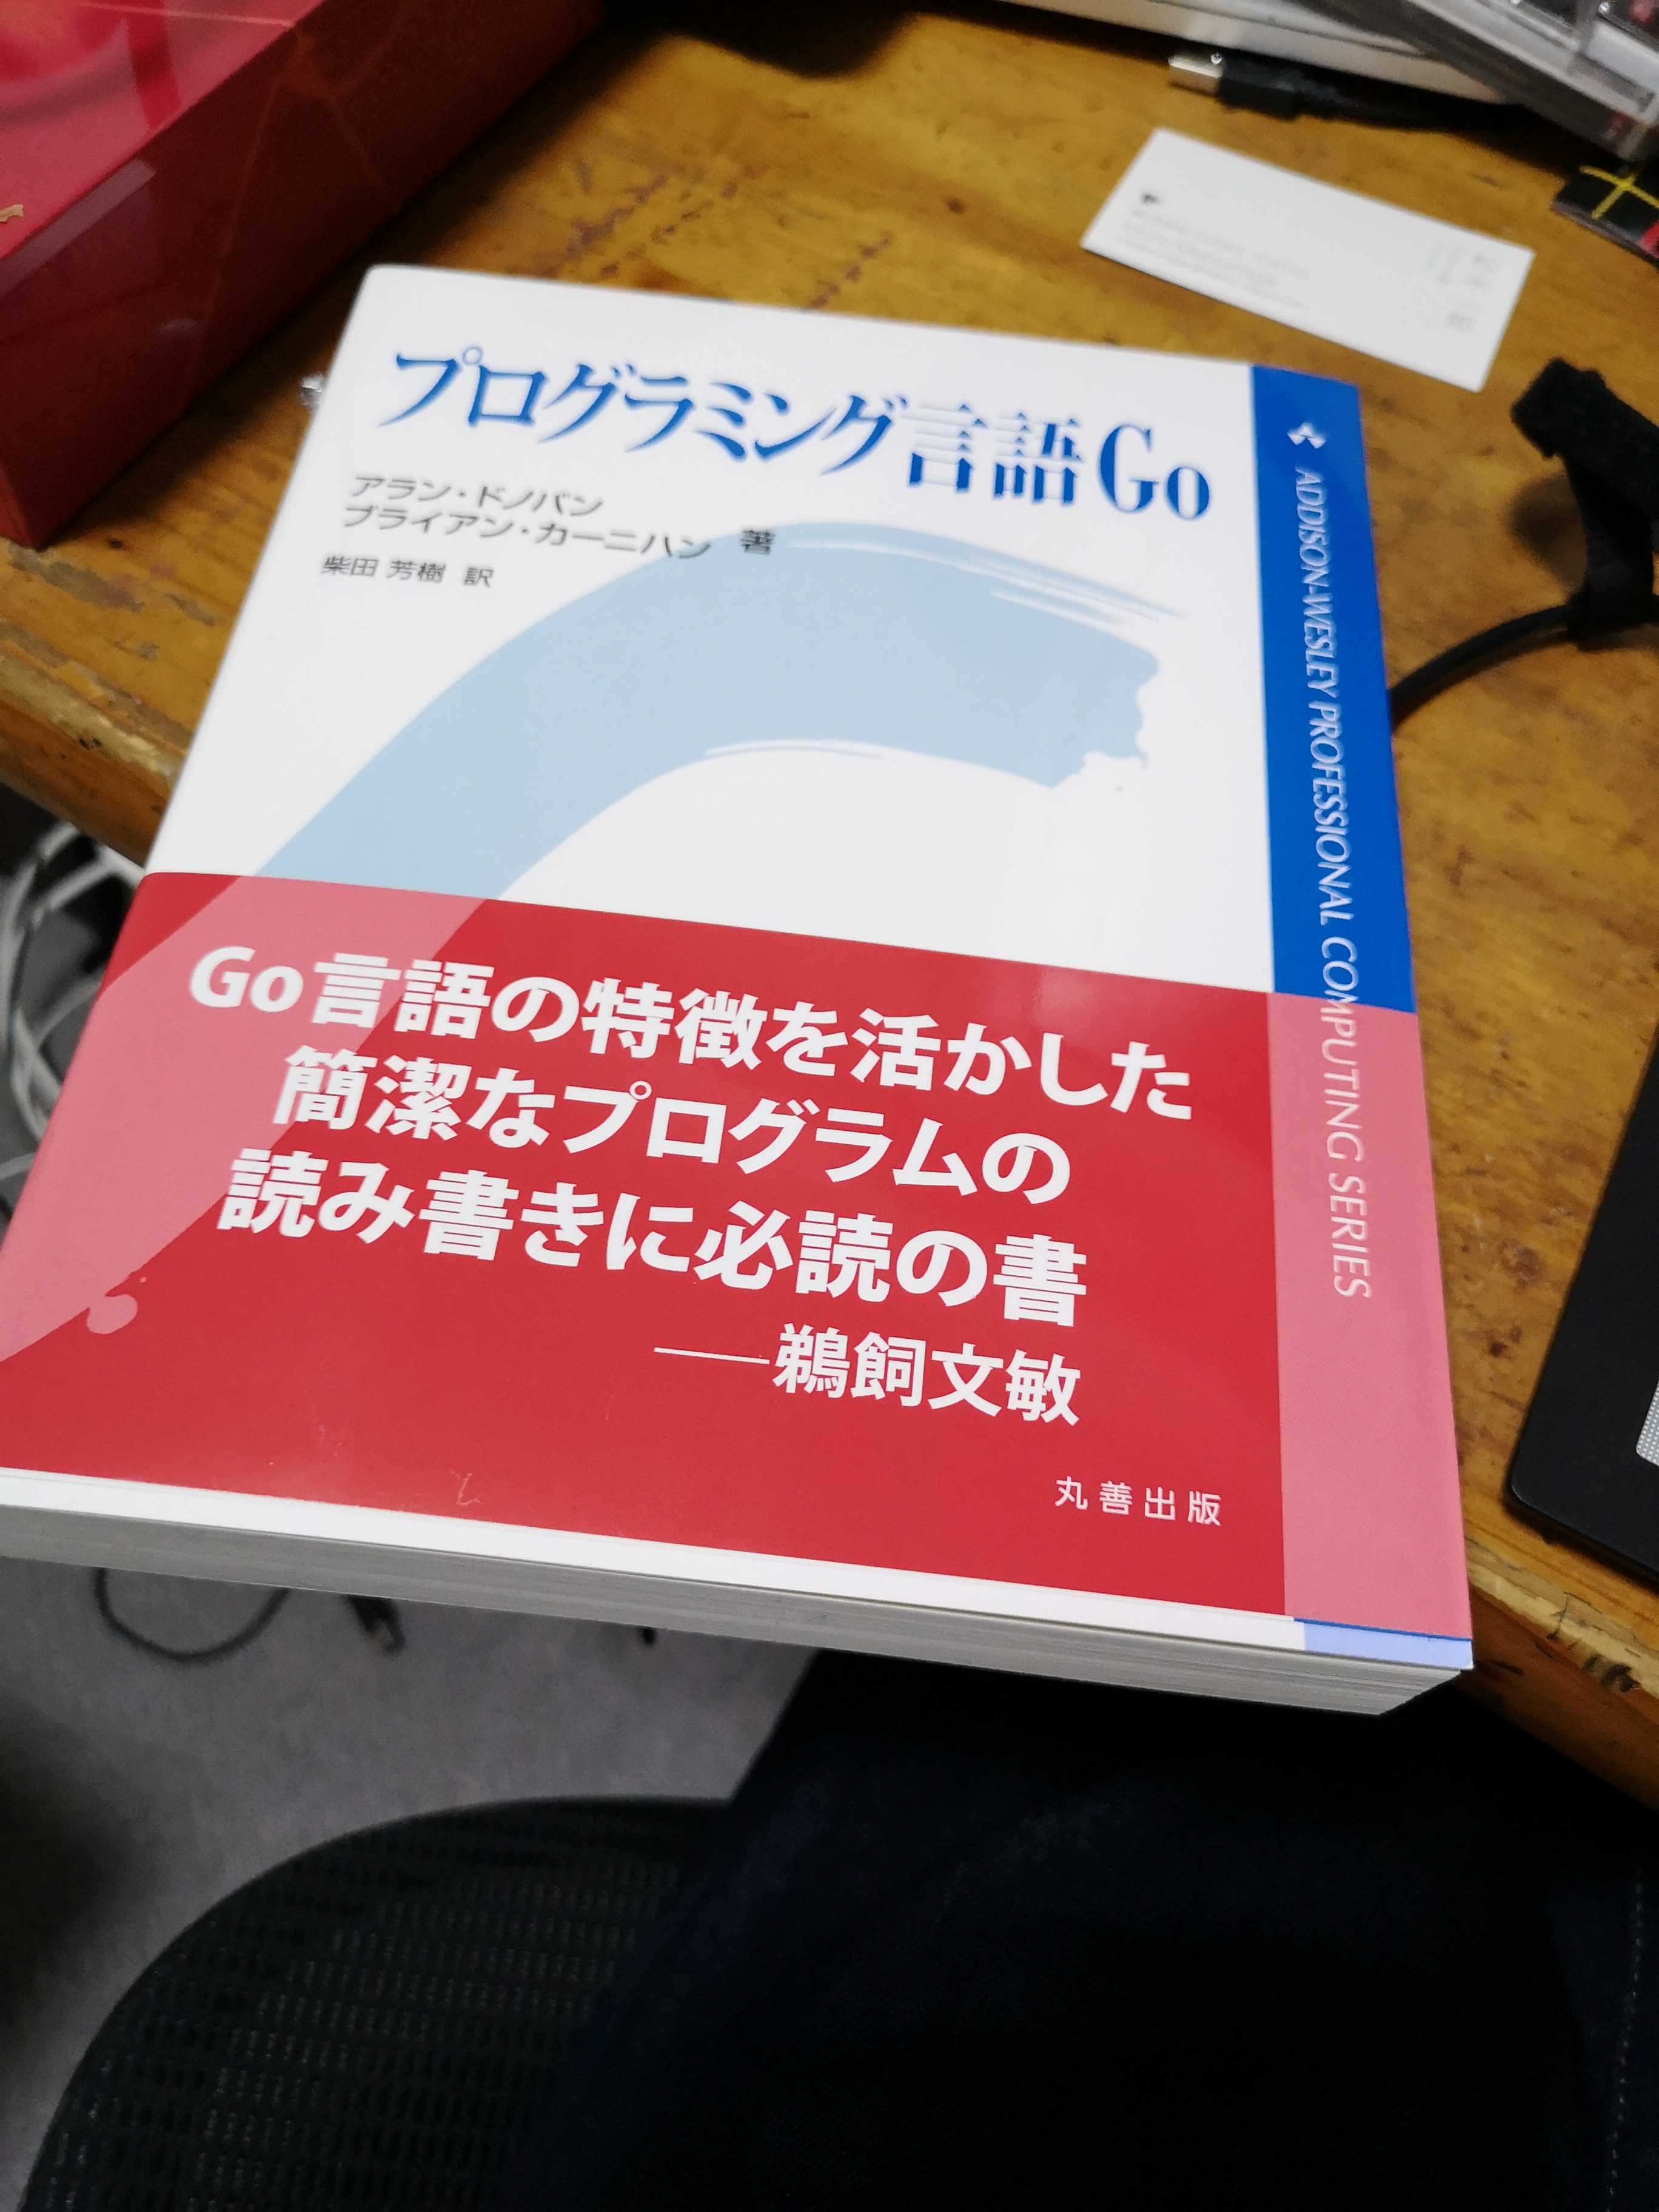 プログラミング言語Go
アラン・ドノバン
ブライアン・カーニハン 著
柴田 芳樹 訳
ADDISON-WESLEY PROFESSIONAL COMPUTING SERIES
Go言語の特徴を活かした
簡潔なプログラムの
読み書きに必読の書
──鵜飼文敏
丸善出版